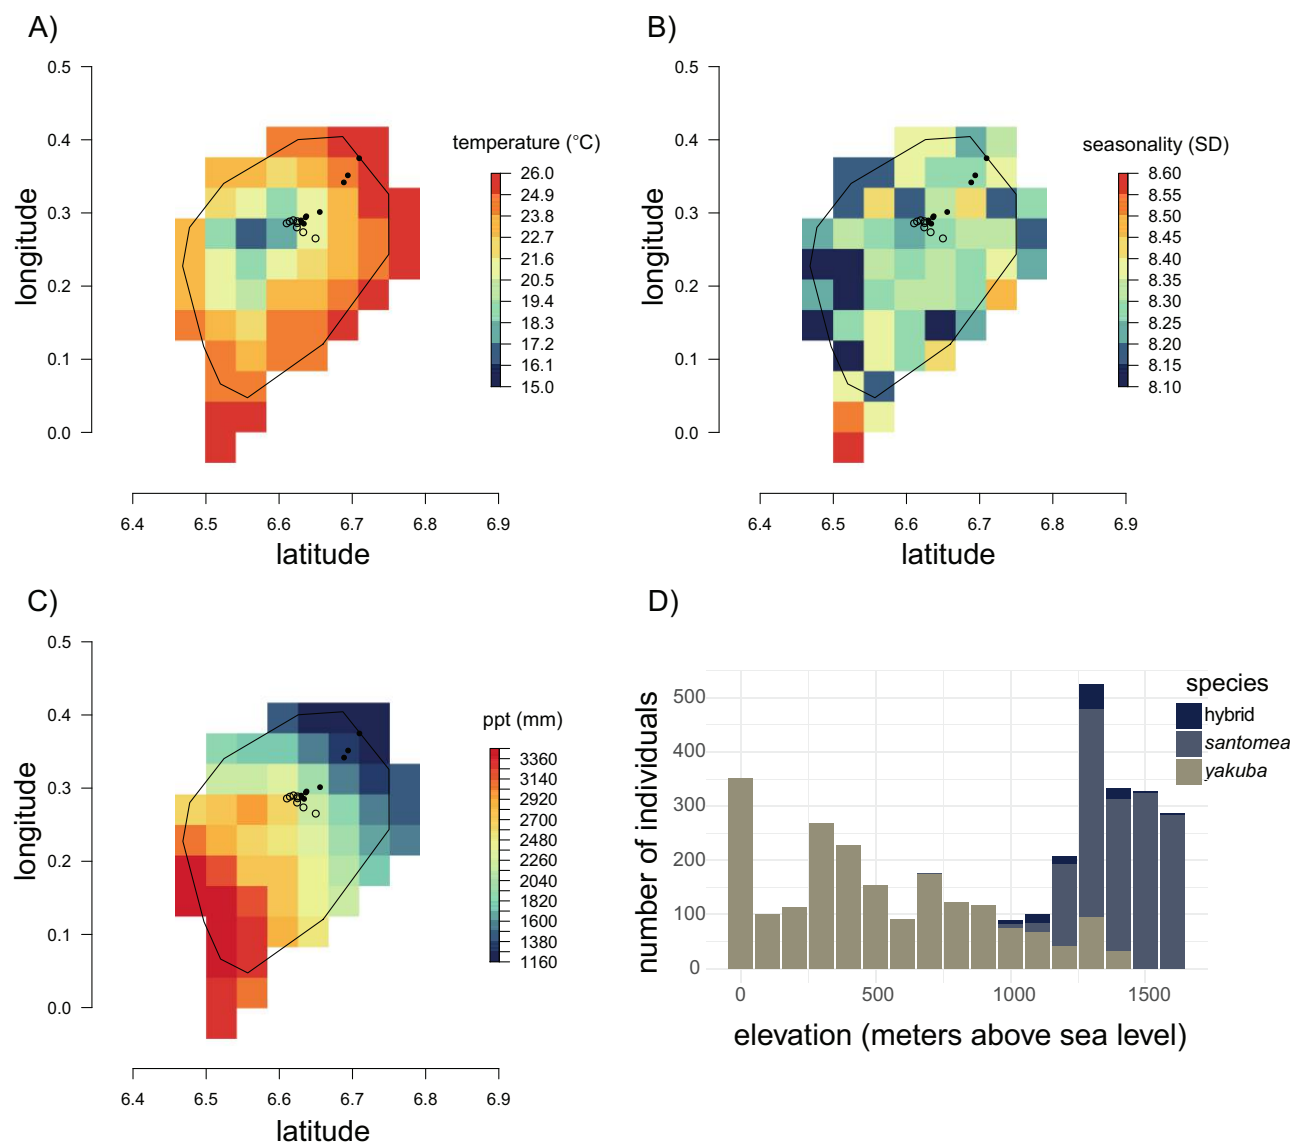 A)
0.5
0.4
0.3
0.2
0.1
0.0
longitude
6.4 6.5 6.6 6.7 6.8 6.9
latitude
temperature (°C)
26.0
24.9
23.8
22.7
21.6
20.5
19.4
18.3
17.2
16.1
15.0
B)
0.5
0.4
0.3
0.2
0.1
0.0
longitude
6.4 6.5 6.6 6.7 6.8 6.9
latitude
seasonality (SD)
8.60
8.55
8.50
8.45
8.40
8.35
8.30
8.25
8.20
8.15
8.10
C)
0.5
0.4
0.3
0.2
0.1
0.0
longitude
6.4 6.5 6.6 6.7 6.8 6.9
latitude
ppt (mm)
3360
3140
2920
2700
2480
2260
2040
1820
1600
1380
1160
D)
500
400
300
200
100
0
number of individuals
0 500 1000 1500
elevation (meters above sea level)
species
hybrid
santomea
yakuba